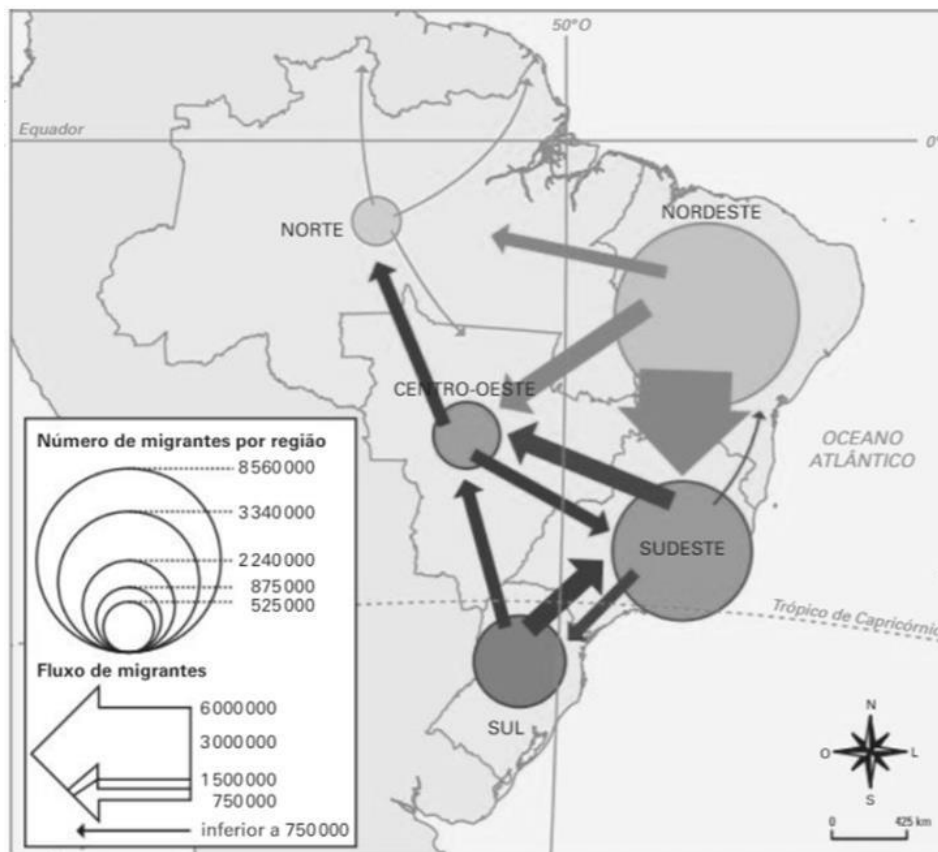 50° O
Equador
0°
NORDESTE
NORTE
CENTRO-OESTE
OCEANO
ATLÂNTICO
SUDESTE
Trópico de Capricórnio
SUL
Número de migrantes por região
8 560 000
3 340 000
2 240 000
875 000
525 000
Fluxo de migrantes
6 000 000
3 000 000
1 500 000
750 000
inferior a 750 000
N
O
L
S
0
425 km